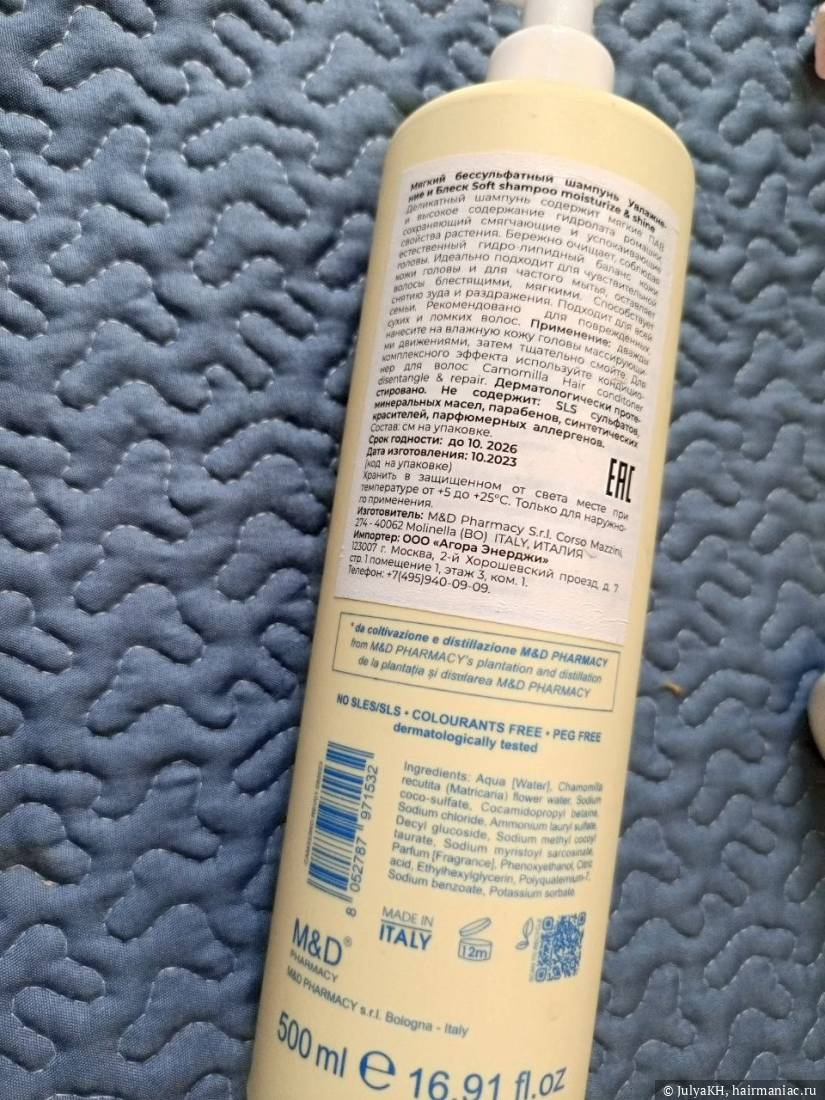 Мягкий бессульфатный шампунь Увлажне-
ние и Блеск Soft shampoo moisturize & shine
Деликатный шампунь содержит мягкие ПАВ
и высокое содержание гидролата ромашки,
сохраняющий смягчающие и успокаивающие
свойства растения. Бережно очищает, соблюдая
естественный гидро-липидный баланс кожи
головы. Идеально подходит для чувствительной
кожи головы и для частого мытья, оставляет
волосы блестящими, мягкими. Способствует
снятию зуда и раздражения. Подходит для всей
семьи. Рекомендовано для поврежденных,
сухих и ломких волос. Применение: дважды
нанесите на влажную кожу головы массирующи-
ми движениями, затем тщательно смойте. Для
комплексного эффекта используйте кондицио-
нер для волос Camomilla Hair conditoner
disentangle & repair. Дерматологически проте-
стировано. Не содержит: SLS сульфатов,
минеральных масел, парабенов, синтетических
красителей, парфюмерных аллергенов.
Состав: см на упаковке.
Срок годности: до 10. 2026
Дата изготовления: 10.2023
(код на упаковке)
EAC
Хранить в защищенном от света месте при
температуре от +5 до +25°C. Только для наружно-
го применения.
Изготовитель: M&D Pharmacy S.r.l. Corso Mazzini,
274 - 40062 Molinella (BO) ITALY, ИТАЛИЯ
Импортер: ООО «Агора Энерджи»
123007 г. Москва, 2-й Хорошевский проезд, д. 7
стр. 1 помещение 1, этаж 3, ком. 1.
Телефон: +7(495)940-09-09.
*da coltivazione e distillazione M&D PHARMACY
from M&D PHARMACY's plantation and distillation
de la plantația și distilarea M&D PHARMACY
NO SLES/SLS • COLOURANTS FREE • PEG FREE
dermatologically tested
Ingredients: Aqua [Water], Chamomilla
recutita (Matricaria) flower water, Sodium
coco-sulfate, Cocamidopropyl betaine,
Sodium chloride, Ammonium lauryl sulfate,
Decyl glucoside, Sodium methyl cocoyl
taurate, Sodium myristoyl sarcosinate,
Parfum [Fragrance], Phenoxyethanol, Citric
acid, Ethylhexylglycerin, Polyquaternium-7,
Sodium benzoate, Potassium sorbate
8 052787 971532
MADE IN
ITALY
12m
M&D®
PHARMACY
M&D PHARMACY s.r.l. Bologna - Italy
500 ml e 16.91 fl.oz
© JulyaKH, hairmaniac.ru